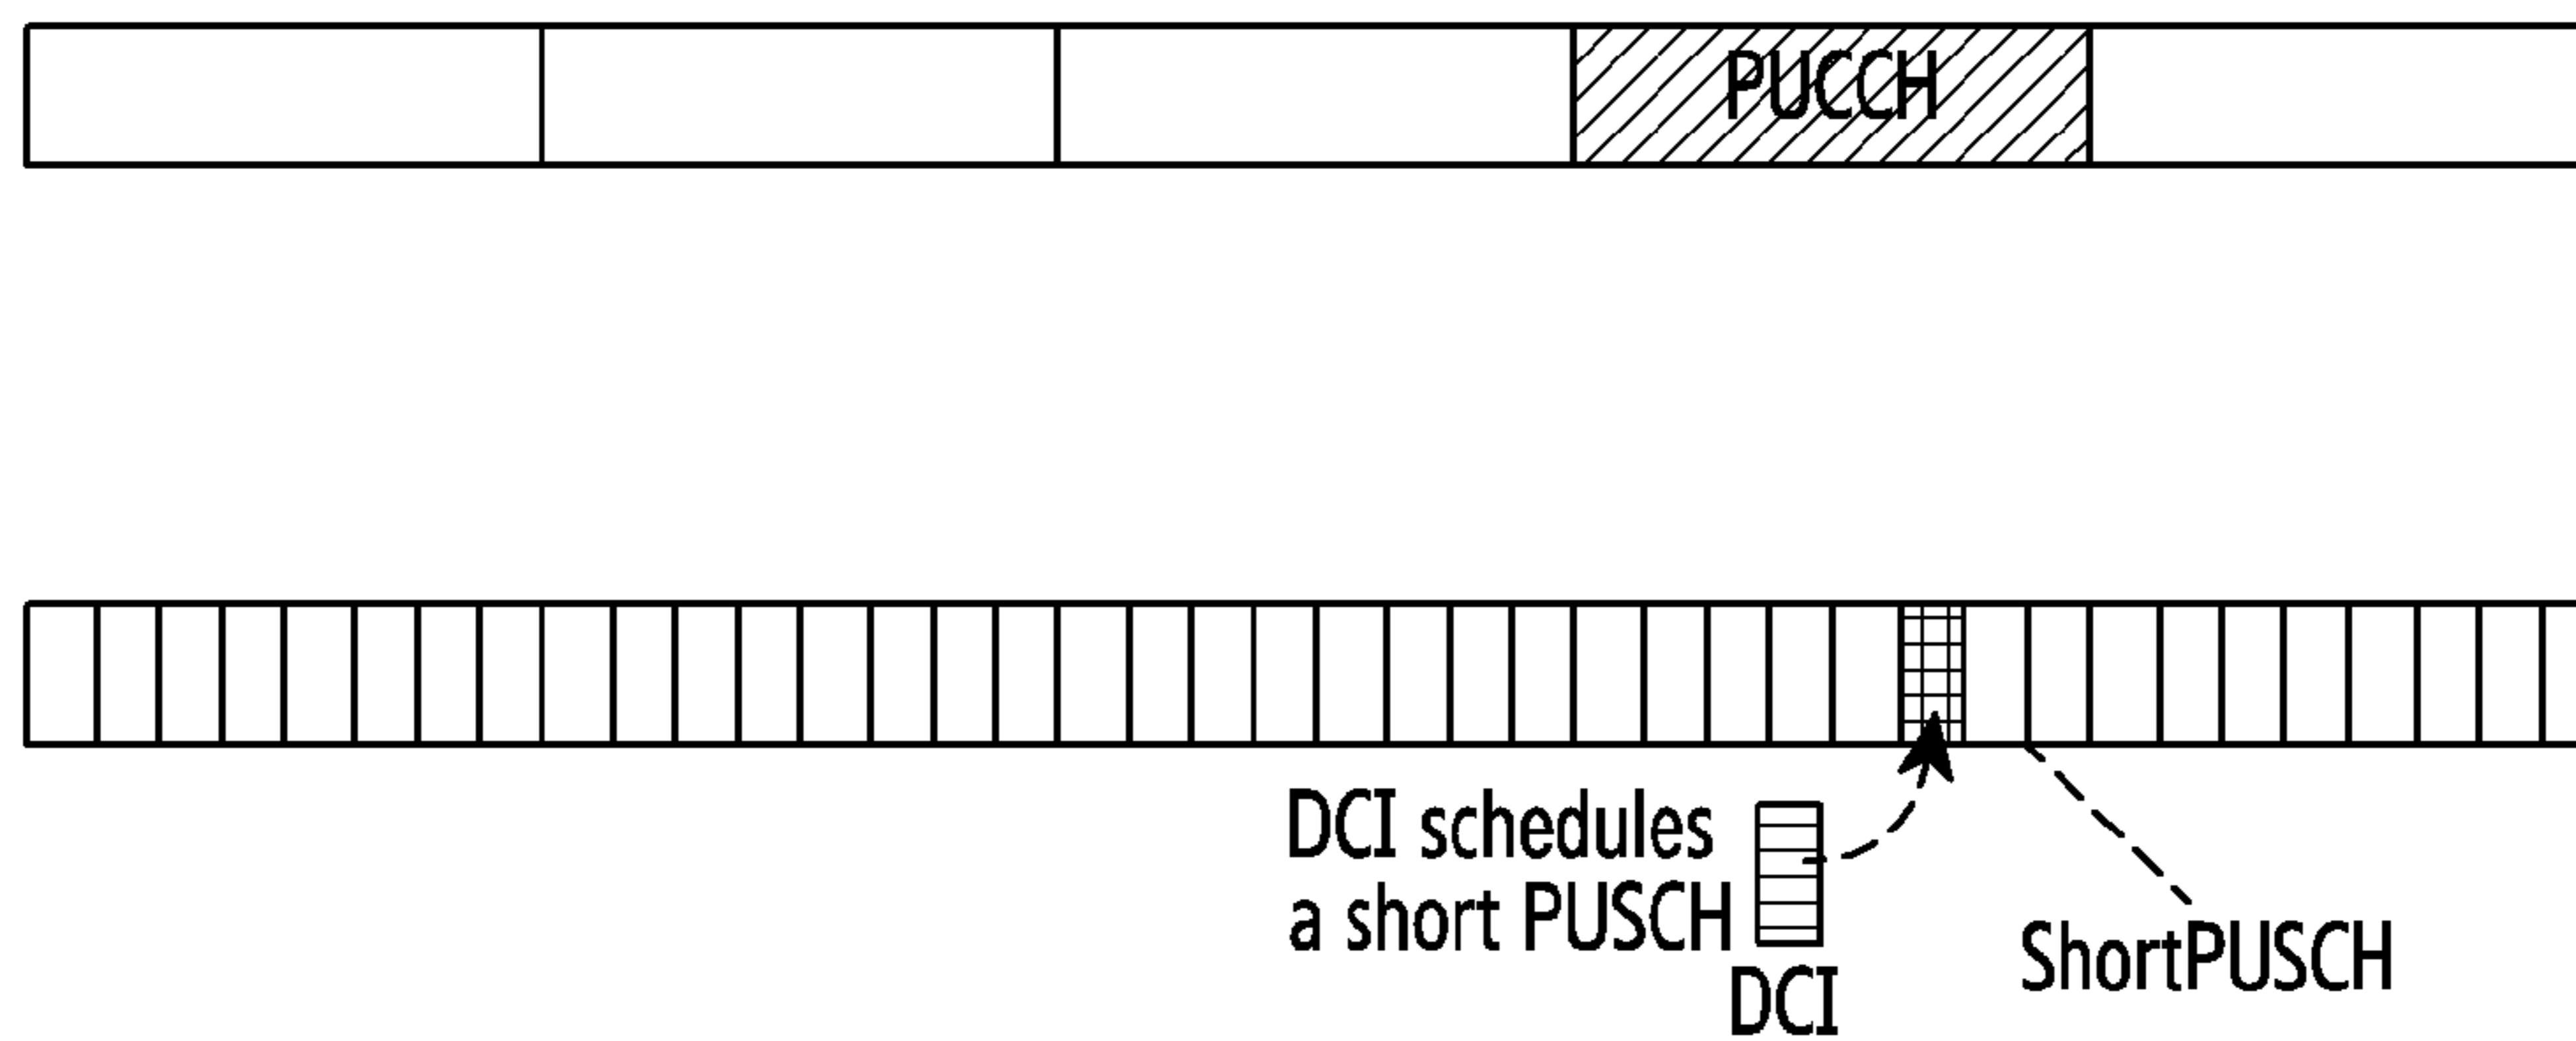 PUCCH
DCI schedules
a short PUSCH
DCI
ShortPUSCH